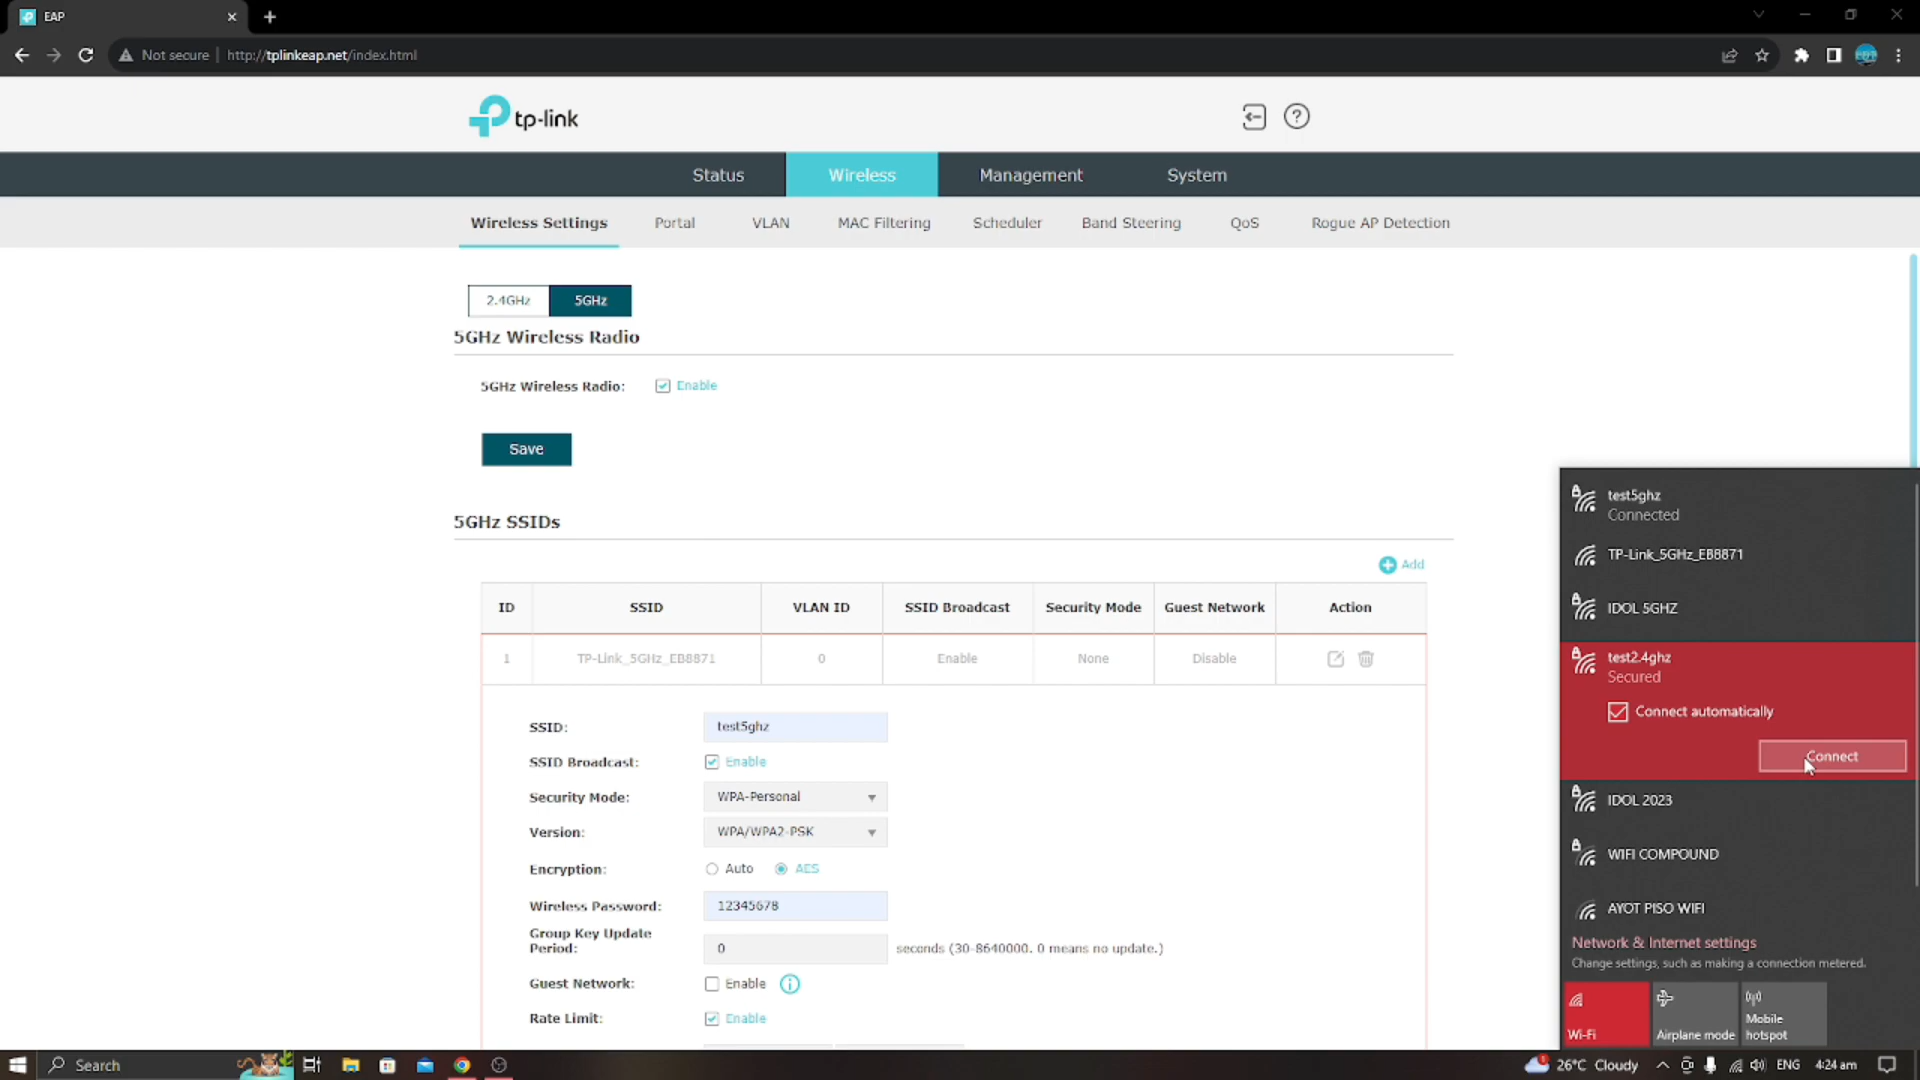 EAP
Not secure | http://tplinkeap.net/index.html
tp-link
Status Wireless Management System
Wireless Settings Portal VLAN MAC Filtering Scheduler Band Steering QoS Rogue AP Detection
2.4GHz 5GHz
5GHz Wireless Radio
5GHz Wireless Radio: Enable
Save
5GHz SSIDs
Add
ID SSID VLAN ID SSID Broadcast Security Mode Guest Network Action
1 TP-Link_5GHz_EB8871 0 Enable None Disable
SSID: test5ghz
SSID Broadcast: Enable
Security Mode: WPA-Personal
Version: WPA/WPA2-PSK
Encryption: Auto AES
Wireless Password: 12345678
Group Key Update
Period: 0 seconds (30-8640000. 0 means no update.)
Guest Network: Enable
Rate Limit: Enable
test5ghz
Connected
TP-Link_5GHz_EB8871
IDOL 5GHZ
test2.4ghz
Secured
Connect automatically
Connect
IDOL 2023
WIFI COMPOUND
AYOT PISO WIFI
Network & Internet settings
Change settings, such as making a connection metered.
Wi-Fi
Airplane mode
Mobile
hotspot
Search
26°C Cloudy ENG 4:24 am